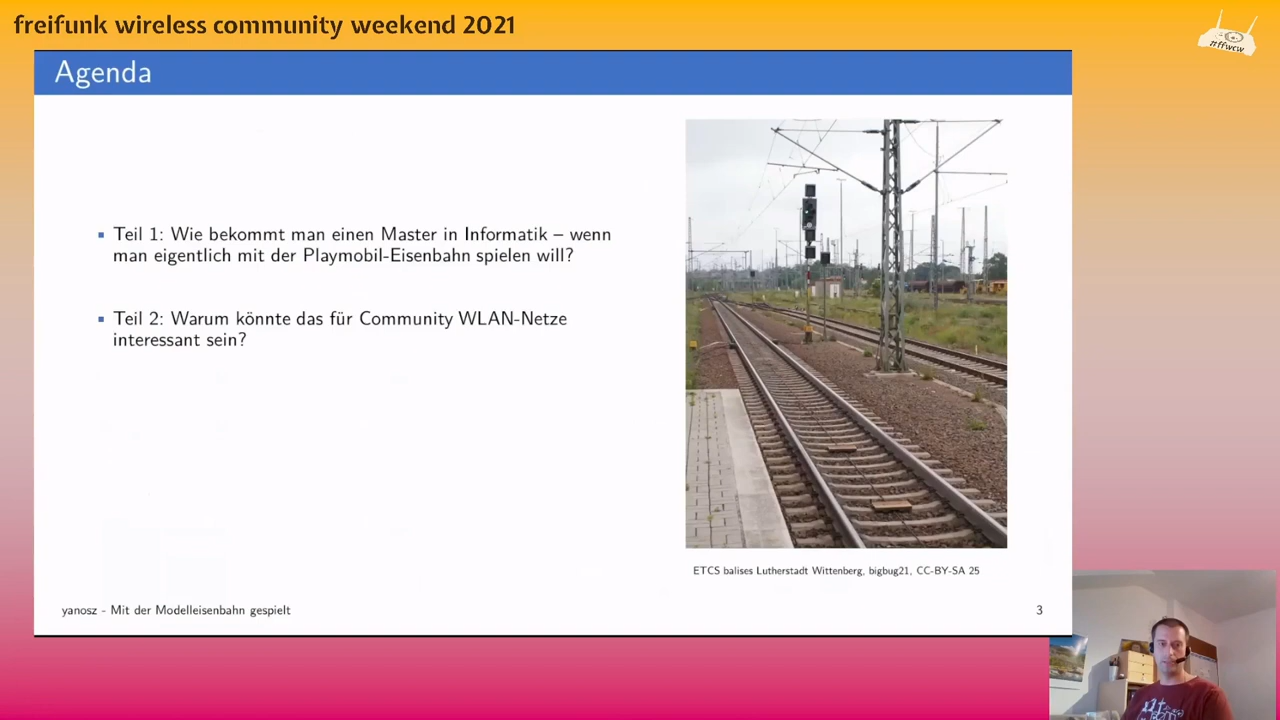 freifunk wireless community weekend 2021
#ffwcw
Agenda
Teil 1: Wie bekommt man einen Master in Informatik – wenn
man eigentlich mit der Playmobil-Eisenbahn spielen will?
Teil 2: Warum könnte das für Community WLAN-Netze
interessant sein?
ETCS balises Lutherstadt Wittenberg, bigbug21, CC-BY-SA 25
yanosz - Mit der Modelleisenbahn gespielt
3